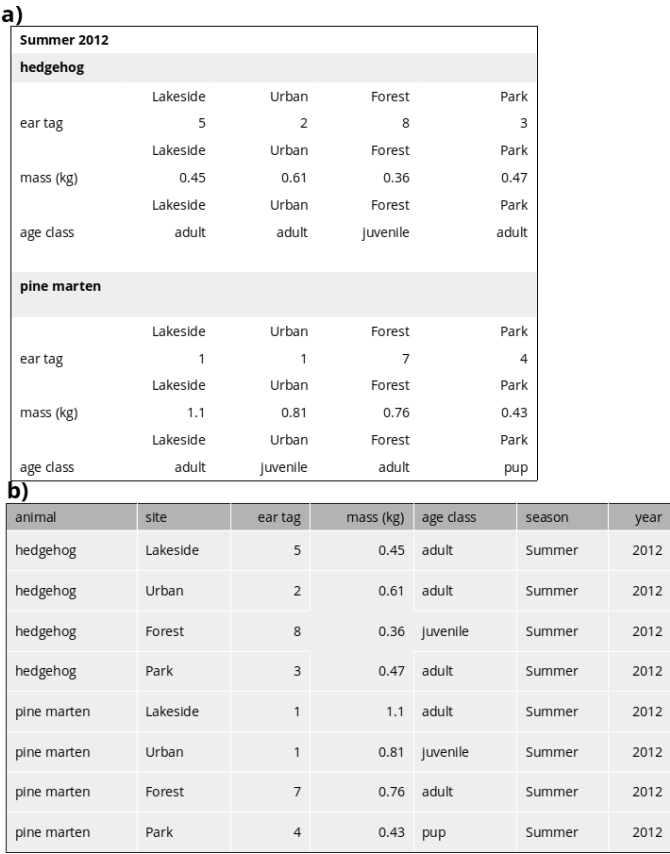 a)
Summer 2012
hedgehog
Lakeside Urban Forest Park
ear tag 5 2 8 3
Lakeside Urban Forest Park
mass (kg) 0.45 0.61 0.36 0.47
Lakeside Urban Forest Park
age class adult adult juvenile adult
pine marten
Lakeside Urban Forest Park
ear tag 1 1 7 4
Lakeside Urban Forest Park
mass (kg) 1.1 0.81 0.76 0.43
Lakeside Urban Forest Park
age class adult juvenile adult pup
b)
animal site ear tag mass (kg) age class season year
hedgehog Lakeside 5 0.45 adult Summer 2012
hedgehog Urban 2 0.61 adult Summer 2012
hedgehog Forest 8 0.36 juvenile Summer 2012
hedgehog Park 3 0.47 adult Summer 2012
pine marten Lakeside 1 1.1 adult Summer 2012
pine marten Urban 1 0.81 juvenile Summer 2012
pine marten Forest 7 0.76 adult Summer 2012
pine marten Park 4 0.43 pup Summer 2012